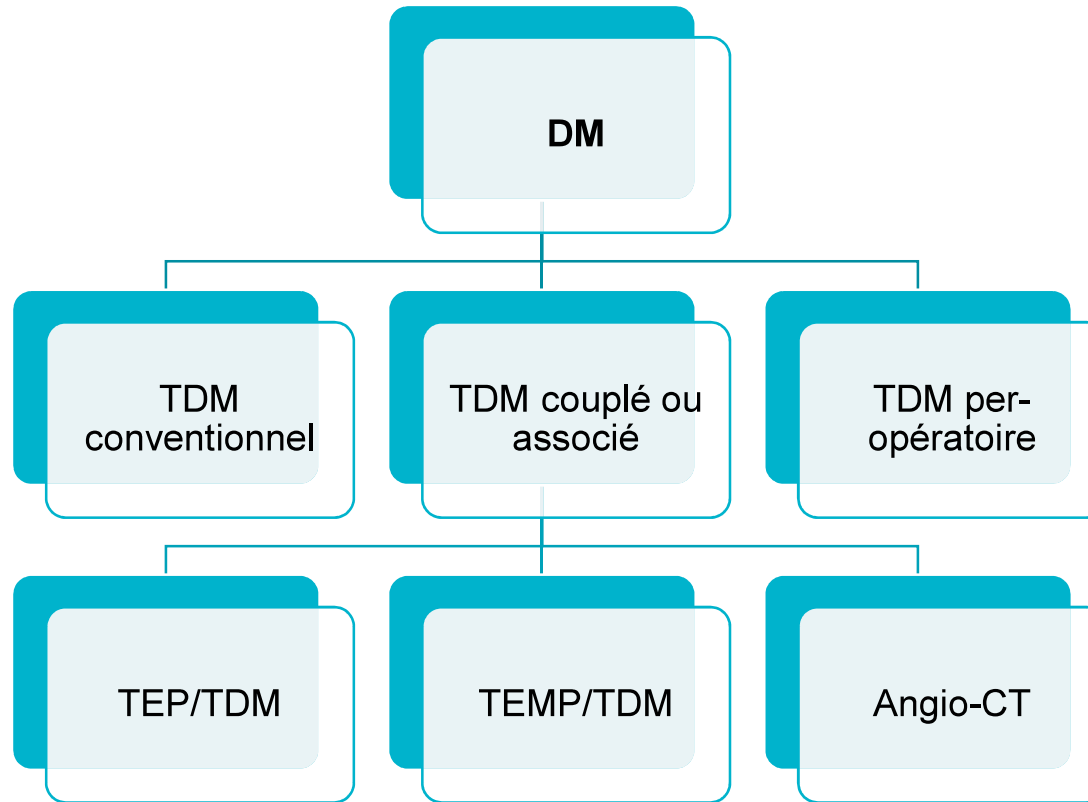 DM
TDM
conventionnel
TDM couplé ou
associé
TDM per-
opératoire
TEP/TDM
TEMP/TDM
Angio-CT